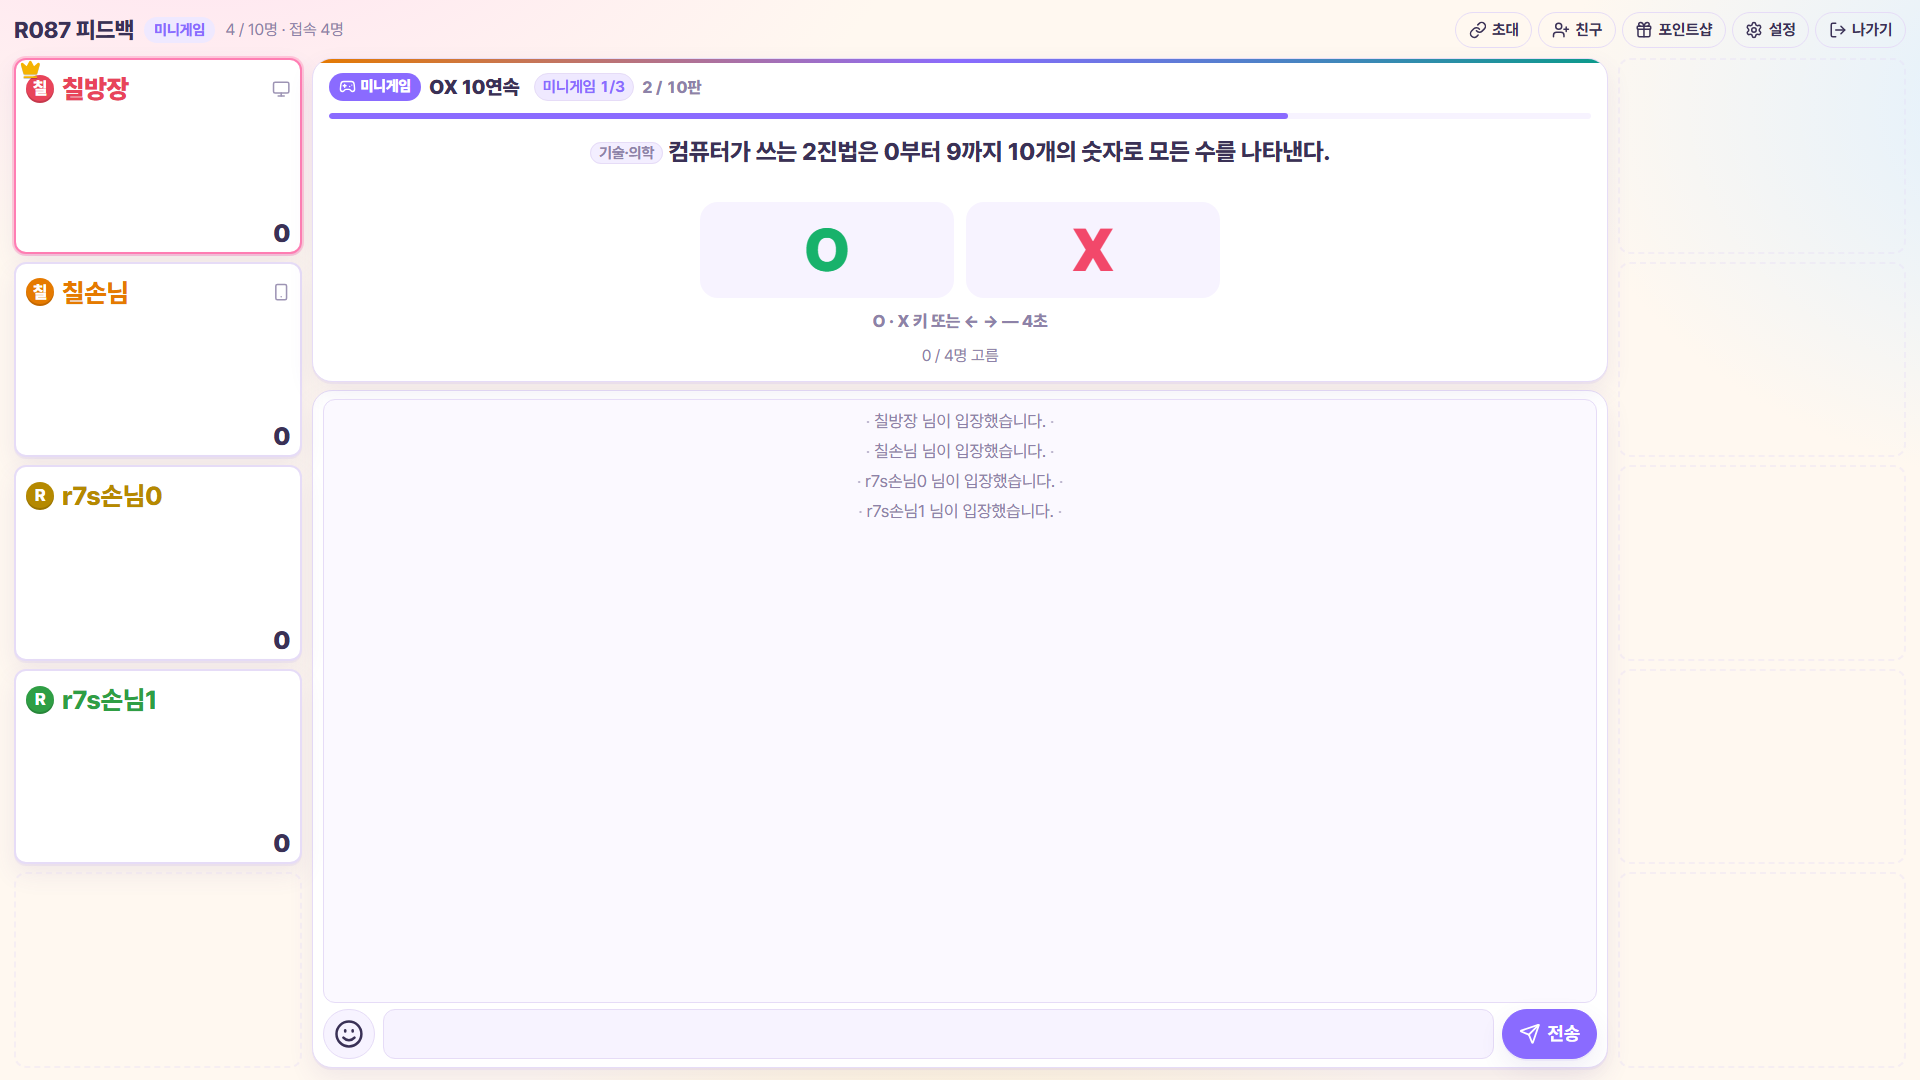 R087 피드백 미니게임 4 / 10명 · 접속 4명
초대 친구 포인트샵 설정 나가기
칠 칠방장
0
칠 칠손님
0
R r7s손님0
0
R r7s손님1
0
미니게임 OX 10연속 미니게임 1/3 2 / 10판
기술·의학 컴퓨터가 쓰는 2진법은 0부터 9까지 10개의 숫자로 모든 수를 나타낸다.
O X
O · X 키 또는 ← → — 4초
0 / 4명 고름
· 칠방장 님이 입장했습니다. ·
· 칠손님 님이 입장했습니다. ·
· r7s손님0 님이 입장했습니다. ·
· r7s손님1 님이 입장했습니다. ·
전송